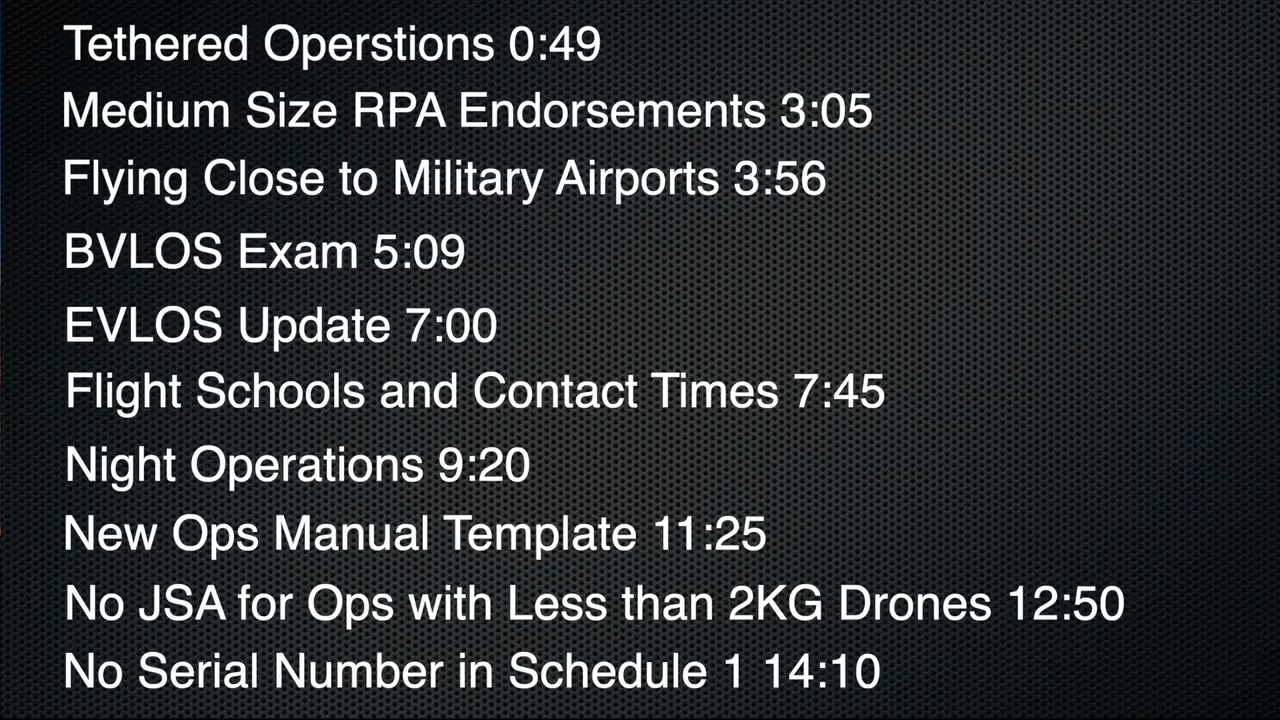 Tethered Operstions 0:49
Medium Size RPA Endorsements 3:05
Flying Close to Military Airports 3:56
BVLOS Exam 5:09
EVLOS Update 7:00
Flight Schools and Contact Times 7:45
Night Operations 9:20
New Ops Manual Template 11:25
No JSA for Ops with Less than 2KG Drones 12:50
No Serial Number in Schedule 1 14:10